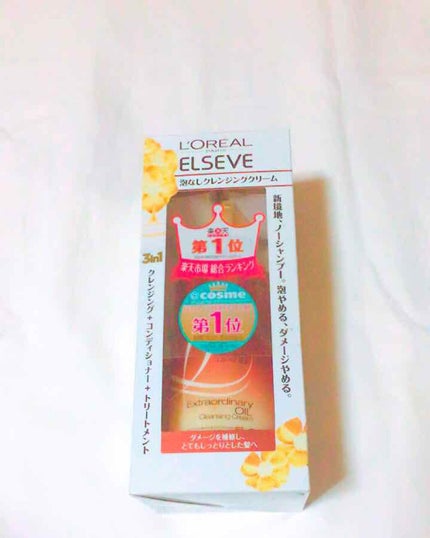 L'ORÉAL
PARIS
ELSEVE
泡なしクレンジングクリーム
新境地、ノーシャンプー。泡やめる、ダメージやめる。
3in1
クレンジング+コンディショナー+トリートメント
楽天
第1位
楽天市場 総合ランキング
@cosme
第1位
Extraordinary
OIL
Cleansing Cream
ダメージを補修し、
とてもしっとりとした髪へ